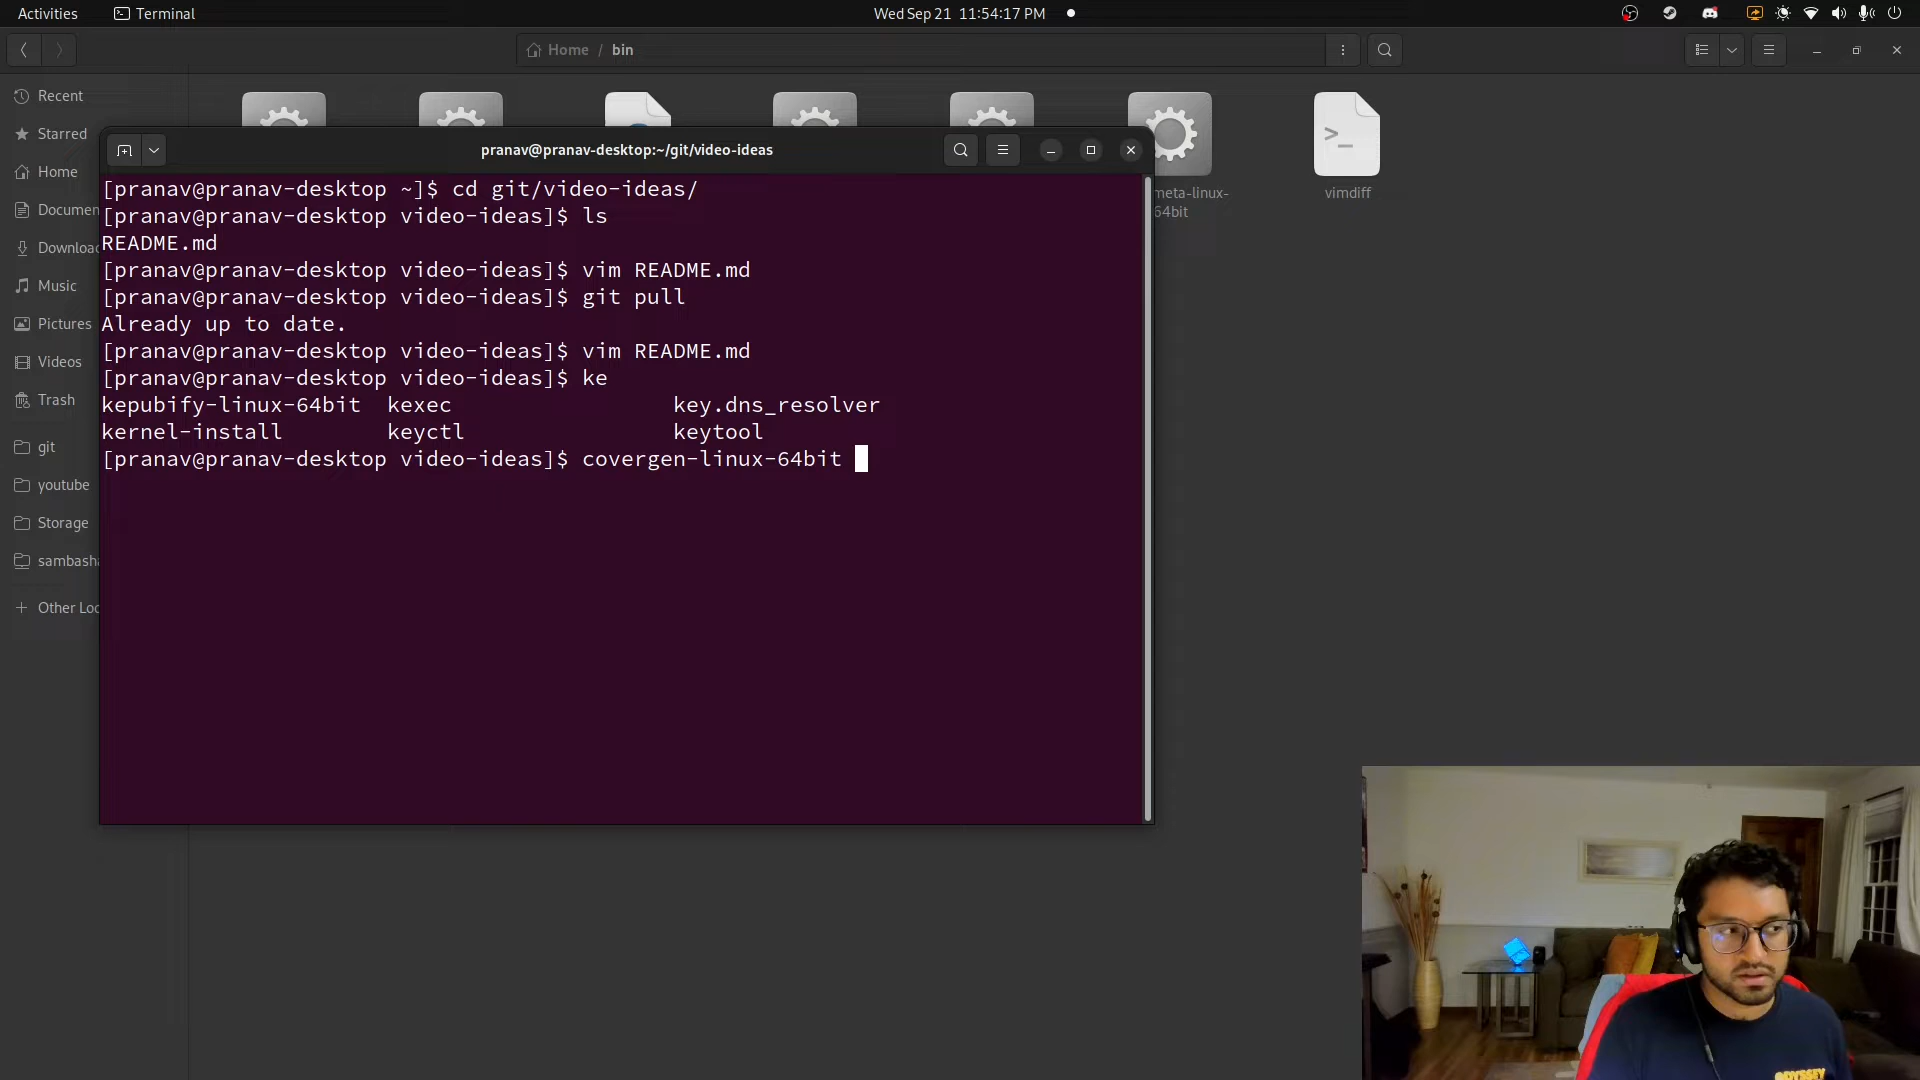 Activities
Terminal
Wed Sep 21 11:54:17 PM
Home / bin
Recent
Starred
Home
Documen
Downloac
Music
Pictures
Videos
Trash
git
youtube
Storage
sambasha
Other Loc
meta-linux-
64bit
vimdiff
pranav@pranav-desktop:~/git/video-ideas
[pranav@pranav-desktop ~]$ cd git/video-ideas/
[pranav@pranav-desktop video-ideas]$ ls
README.md
[pranav@pranav-desktop video-ideas]$ vim README.md
[pranav@pranav-desktop video-ideas]$ git pull
Already up to date.
[pranav@pranav-desktop video-ideas]$ vim README.md
[pranav@pranav-desktop video-ideas]$ ke
kepubify-linux-64bit kexec key.dns_resolver
kernel-install keyctl keytool
[pranav@pranav-desktop video-ideas]$ covergen-linux-64bit
ODYSSEY